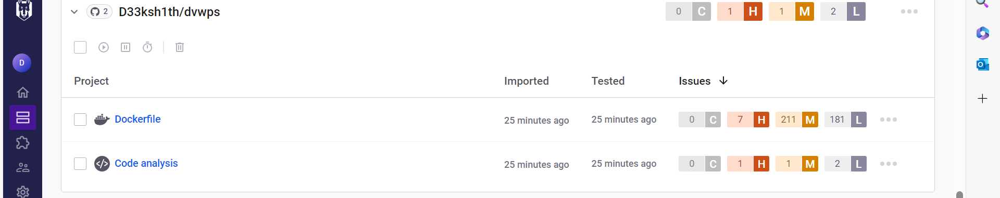 2 D33ksh1th/dvwps 0 C 1 H 1 M 2 L
D
Project Imported Tested Issues
Dockerfile 25 minutes ago 25 minutes ago 0 C 7 H 211 M 181 L
</> Code analysis 25 minutes ago 25 minutes ago 0 C 1 H 1 M 2 L